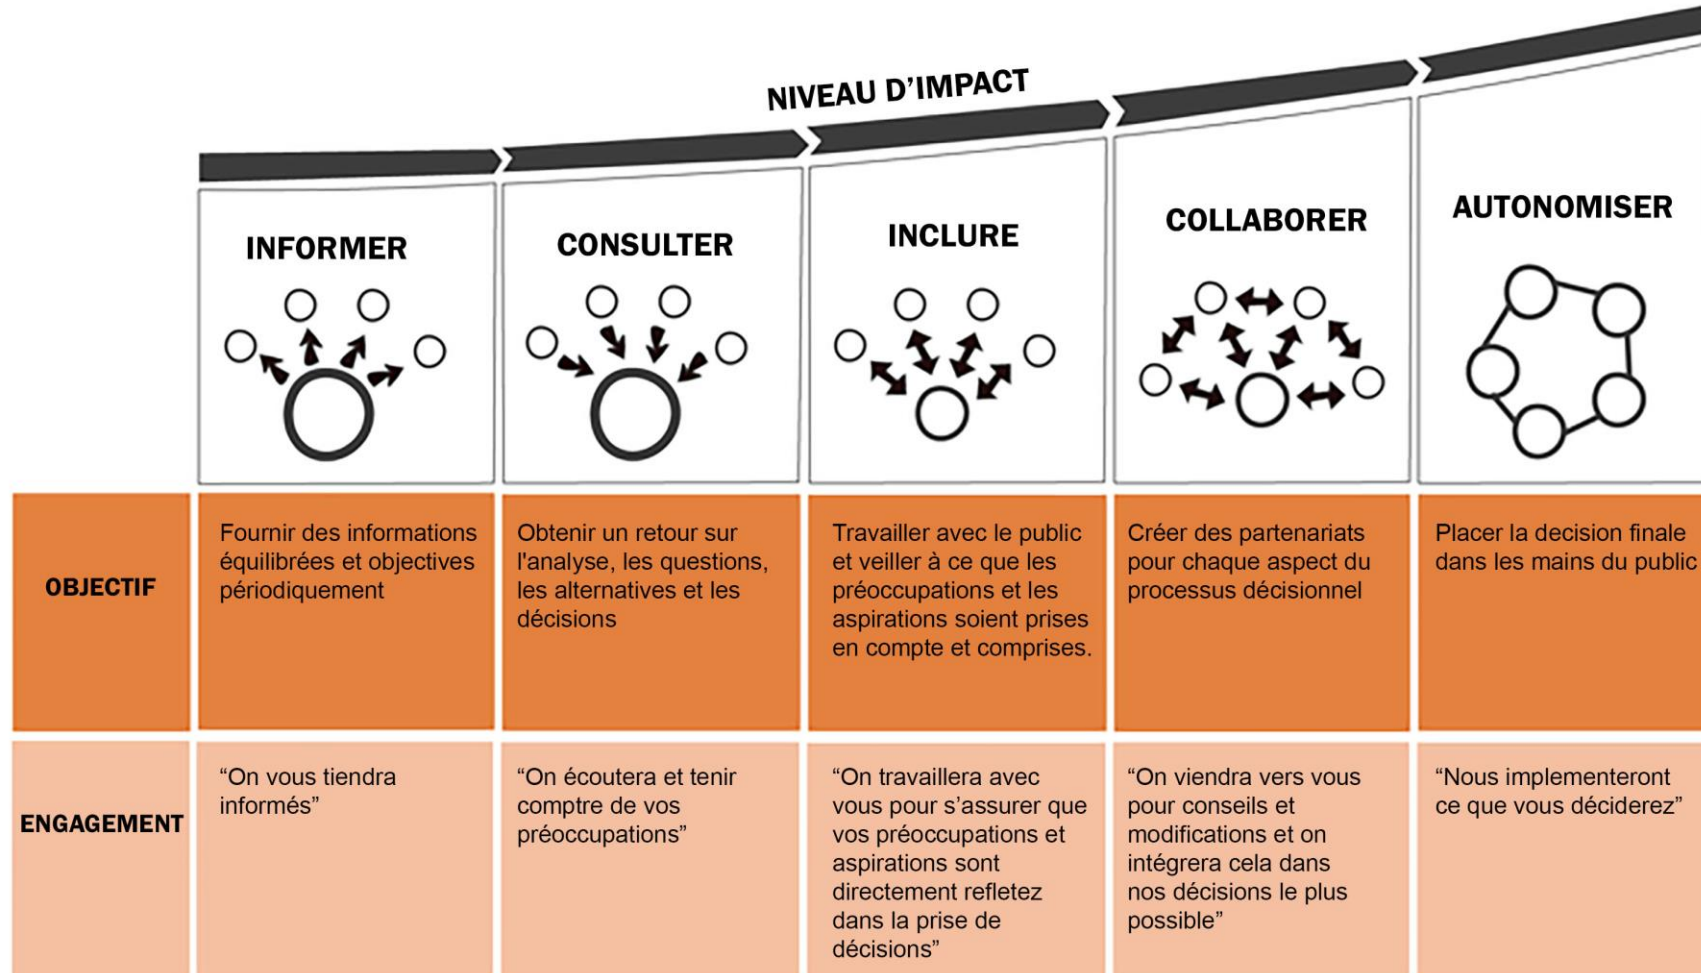 NIVEAU D'IMPACT
INFORMER
CONSULTER
INCLURE
COLLABORER
AUTONOMISER
OBJECTIF
Fournir des informations
équilibrées et objectives
périodiquement
Obtenir un retour sur
l'analyse, les questions,
les alternatives et les
décisions
Travailler avec le public
et veiller à ce que les
préoccupations et les
aspirations soient prises
en compte et comprises.
Créer des partenariats
pour chaque aspect du
processus décisionnel
Placer la decision finale
dans les mains du public
ENGAGEMENT
“On vous tiendra
informés”
“On écoutera et tenir
comptre de vos
préoccupations”
“On travaillera avec
vous pour s’assurer que
vos préoccupations et
aspirations sont
directement refletez
dans la prise de
décisions”
“On viendra vers vous
pour conseils et
modifications et on
intégrera cela dans
nos décisions le plus
possible”
“Nous implementeront
ce que vous déciderez”